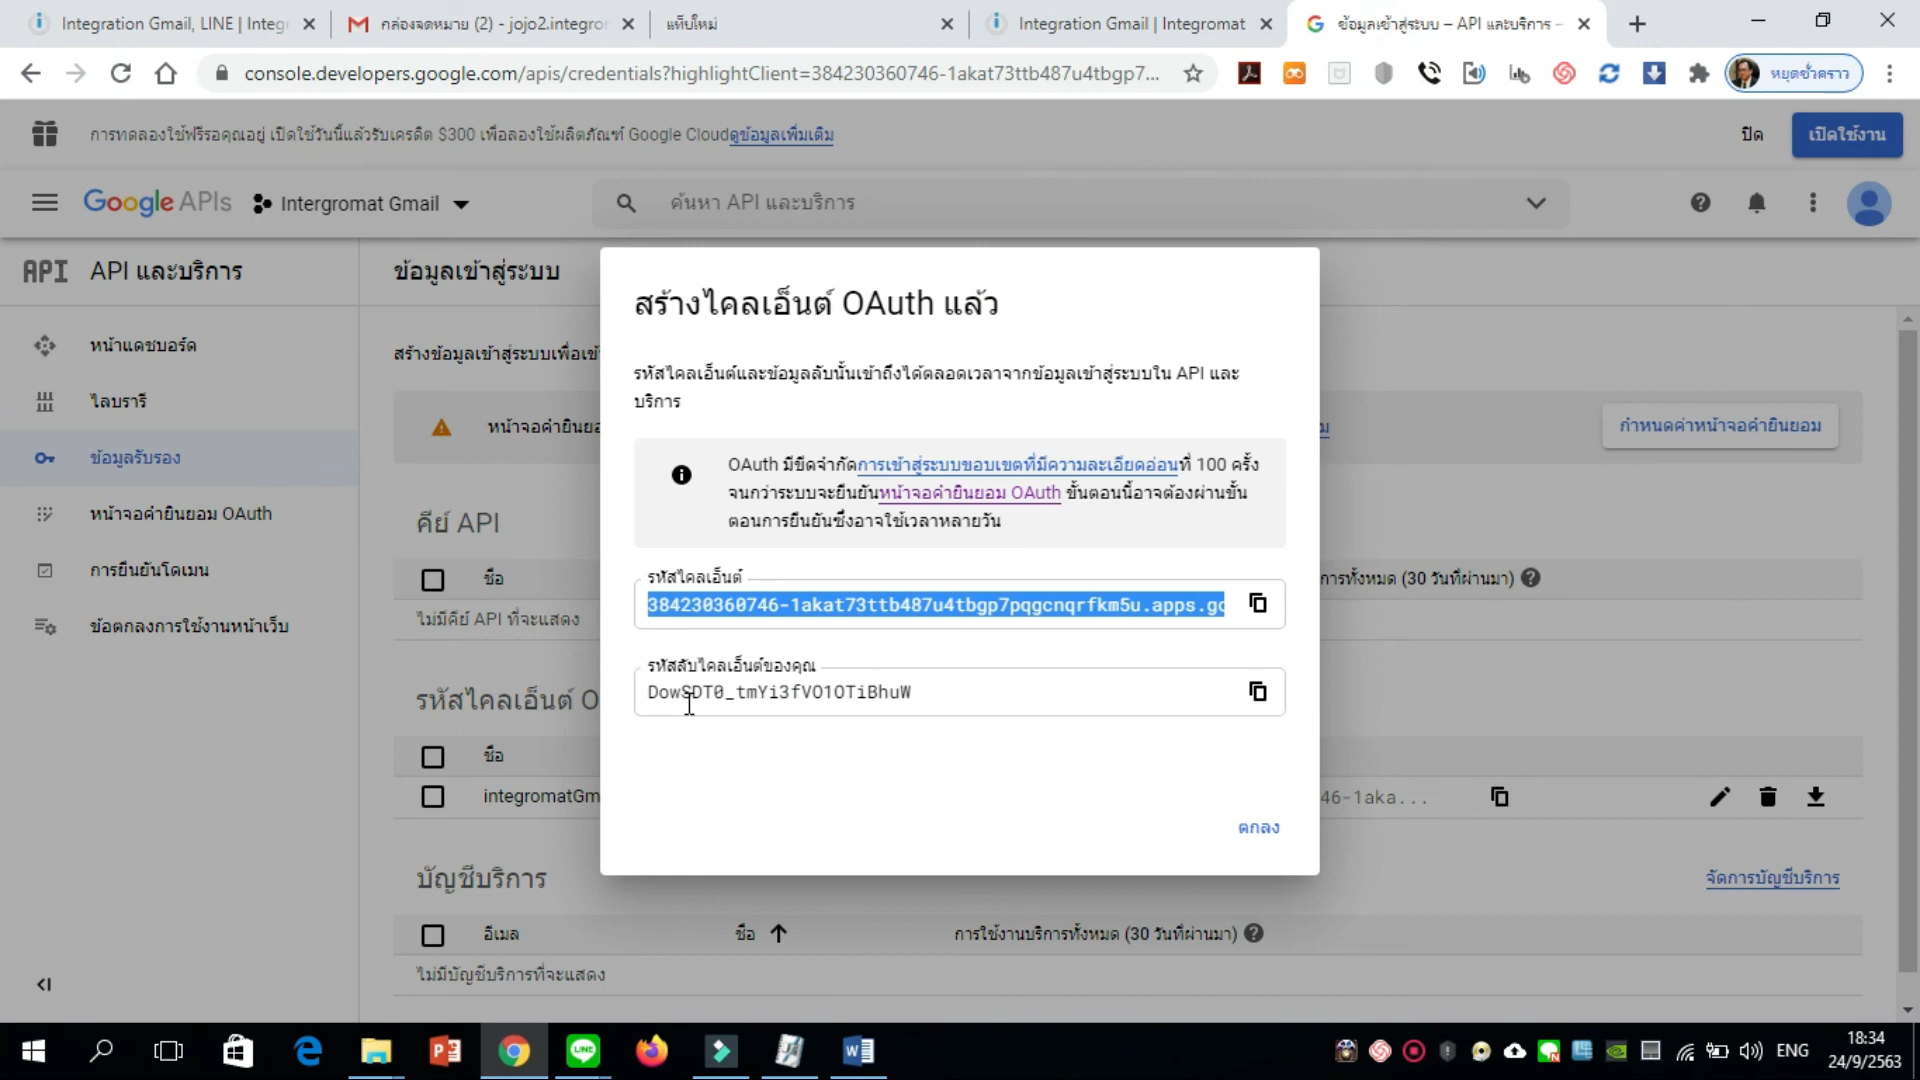 Integration Gmail, LINE | Integr
กล่องจดหมาย (2) - jojo2.integror
แท็บใหม่
Integration Gmail | Integromat
ข้อมูลเข้าสู่ระบบ – API และบริการ –
console.developers.google.com/apis/credentials?highlightClient=384230360746-1akat73ttb487u4tbgp7...
หยุดชั่วคราว
การทดลองใช้ฟรีรอคุณอยู่ เปิดใช้วันนี้แล้วรับเครดิต $300 เพื่อลองใช้ผลิตภัณฑ์ Google Cloudดูข้อมูลเพิ่มเติม
ปิด
เปิดใช้งาน
Google APIs
Intergromat Gmail
ค้นหา API และบริการ
API API และบริการ
ข้อมูลเข้าสู่ระบบ
หน้าแดชบอร์ด
ไลบรารี
ข้อมูลรับรอง
หน้าจอคำยินยอม OAuth
การยืนยันโดเมน
ข้อตกลงการใช้งานหน้าเว็บ
สร้างข้อมูลเข้าสู่ระบบเพื่อเข้
หน้าจอคำยินยอ
ม
กำหนดค่าหน้าจอคำยินยอม
คีย์ API
ชื่อ
การทั้งหมด (30 วันที่ผ่านมา)
ไม่มีคีย์ API ที่จะแสดง
รหัสไคลเอ็นต์ O
ชื่อ
integromatGm
46-1aka...
บัญชีบริการ
จัดการบัญชีบริการ
อีเมล
ชื่อ
การใช้งานบริการทั้งหมด (30 วันที่ผ่านมา)
ไม่มีบัญชีบริการที่จะแสดง
สร้างไคลเอ็นต์ OAuth แล้ว
รหัสไคลเอ็นต์และข้อมูลลับนั้นเข้าถึงได้ตลอดเวลาจากข้อมูลเข้าสู่ระบบใน API และ
บริการ
OAuth มีขีดจำกัดการเข้าสู่ระบบขอบเขตที่มีความละเอียดอ่อนที่ 100 ครั้ง
จนกว่าระบบจะยืนยันหน้าจอคำยินยอม OAuth ขั้นตอนนี้อาจต้องผ่านขั้น
ตอนการยืนยันซึ่งอาจใช้เวลาหลายวัน
รหัสไคลเอ็นต์
384230360746-1akat73ttb487u4tbgp7pqgcnqrfkm5u.apps.gc
รหัสลับไคลเอ็นต์ของคุณ
DowSDT0_tmYi3fVO1OTiBhuW
ตกลง
ENG
18:34
24/9/2563